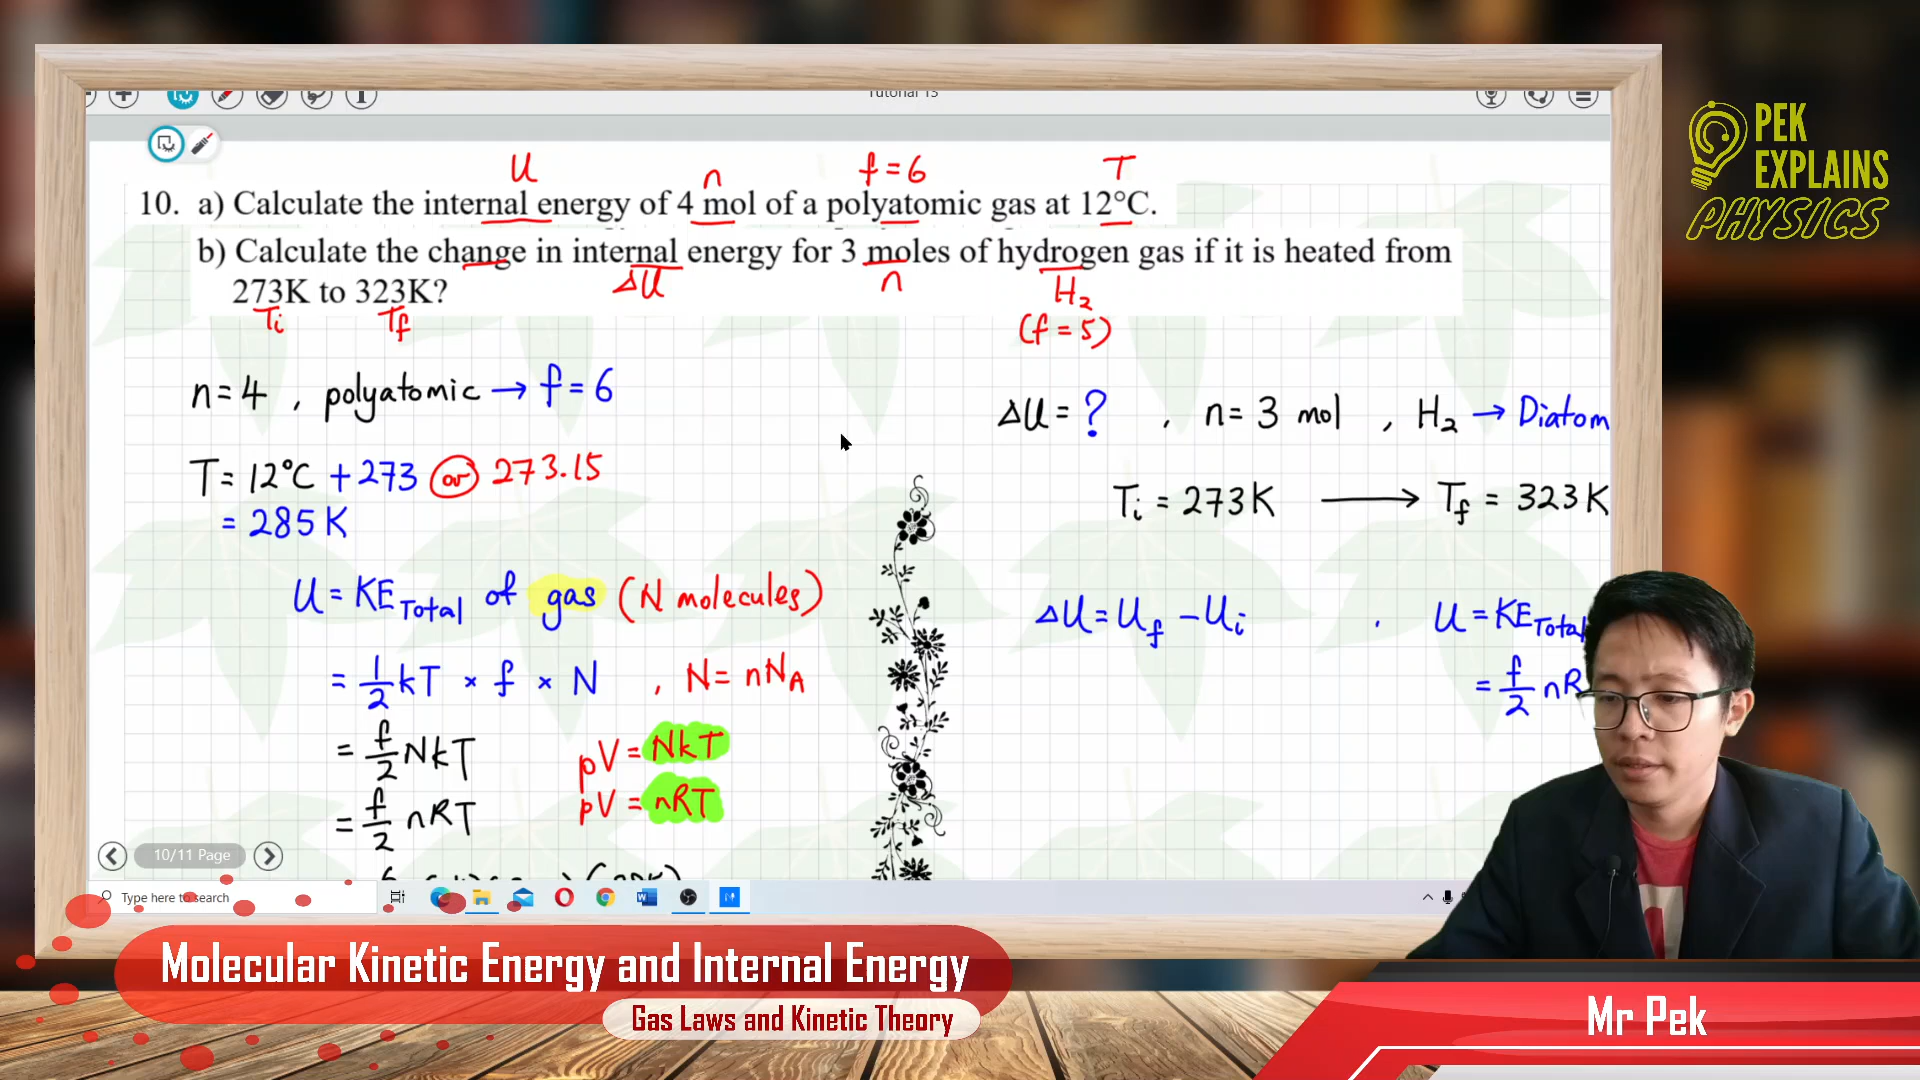 Tutorial 13
PEK
EXPLAINS
PHYSICS
U n f = 6 T
10. a) Calculate the internal energy of 4 mol of a polyatomic gas at 12°C.
b) Calculate the change in internal energy for 3 moles of hydrogen gas if it is heated from
ΔU n H₂
273K to 323K?
Ti Tf (f = 5)
n = 4 , polyatomic → f = 6
T = 12°C + 273 or 273.15
= 285 K
U = KE Total of gas (N molecules)
= 1/2 kT × f × N , N = nN_A
= f/2 NkT pV = NkT
= f/2 nRT pV = nRT
ΔU = ? , n = 3 mol , H₂ → Diatom
Ti = 273K → Tf = 323K
ΔU = Uf − Ui , U = KE Total
= f/2 nR
10/11 Page
Type here to search
Molecular Kinetic Energy and Internal Energy
Gas Laws and Kinetic Theory
Mr Pek